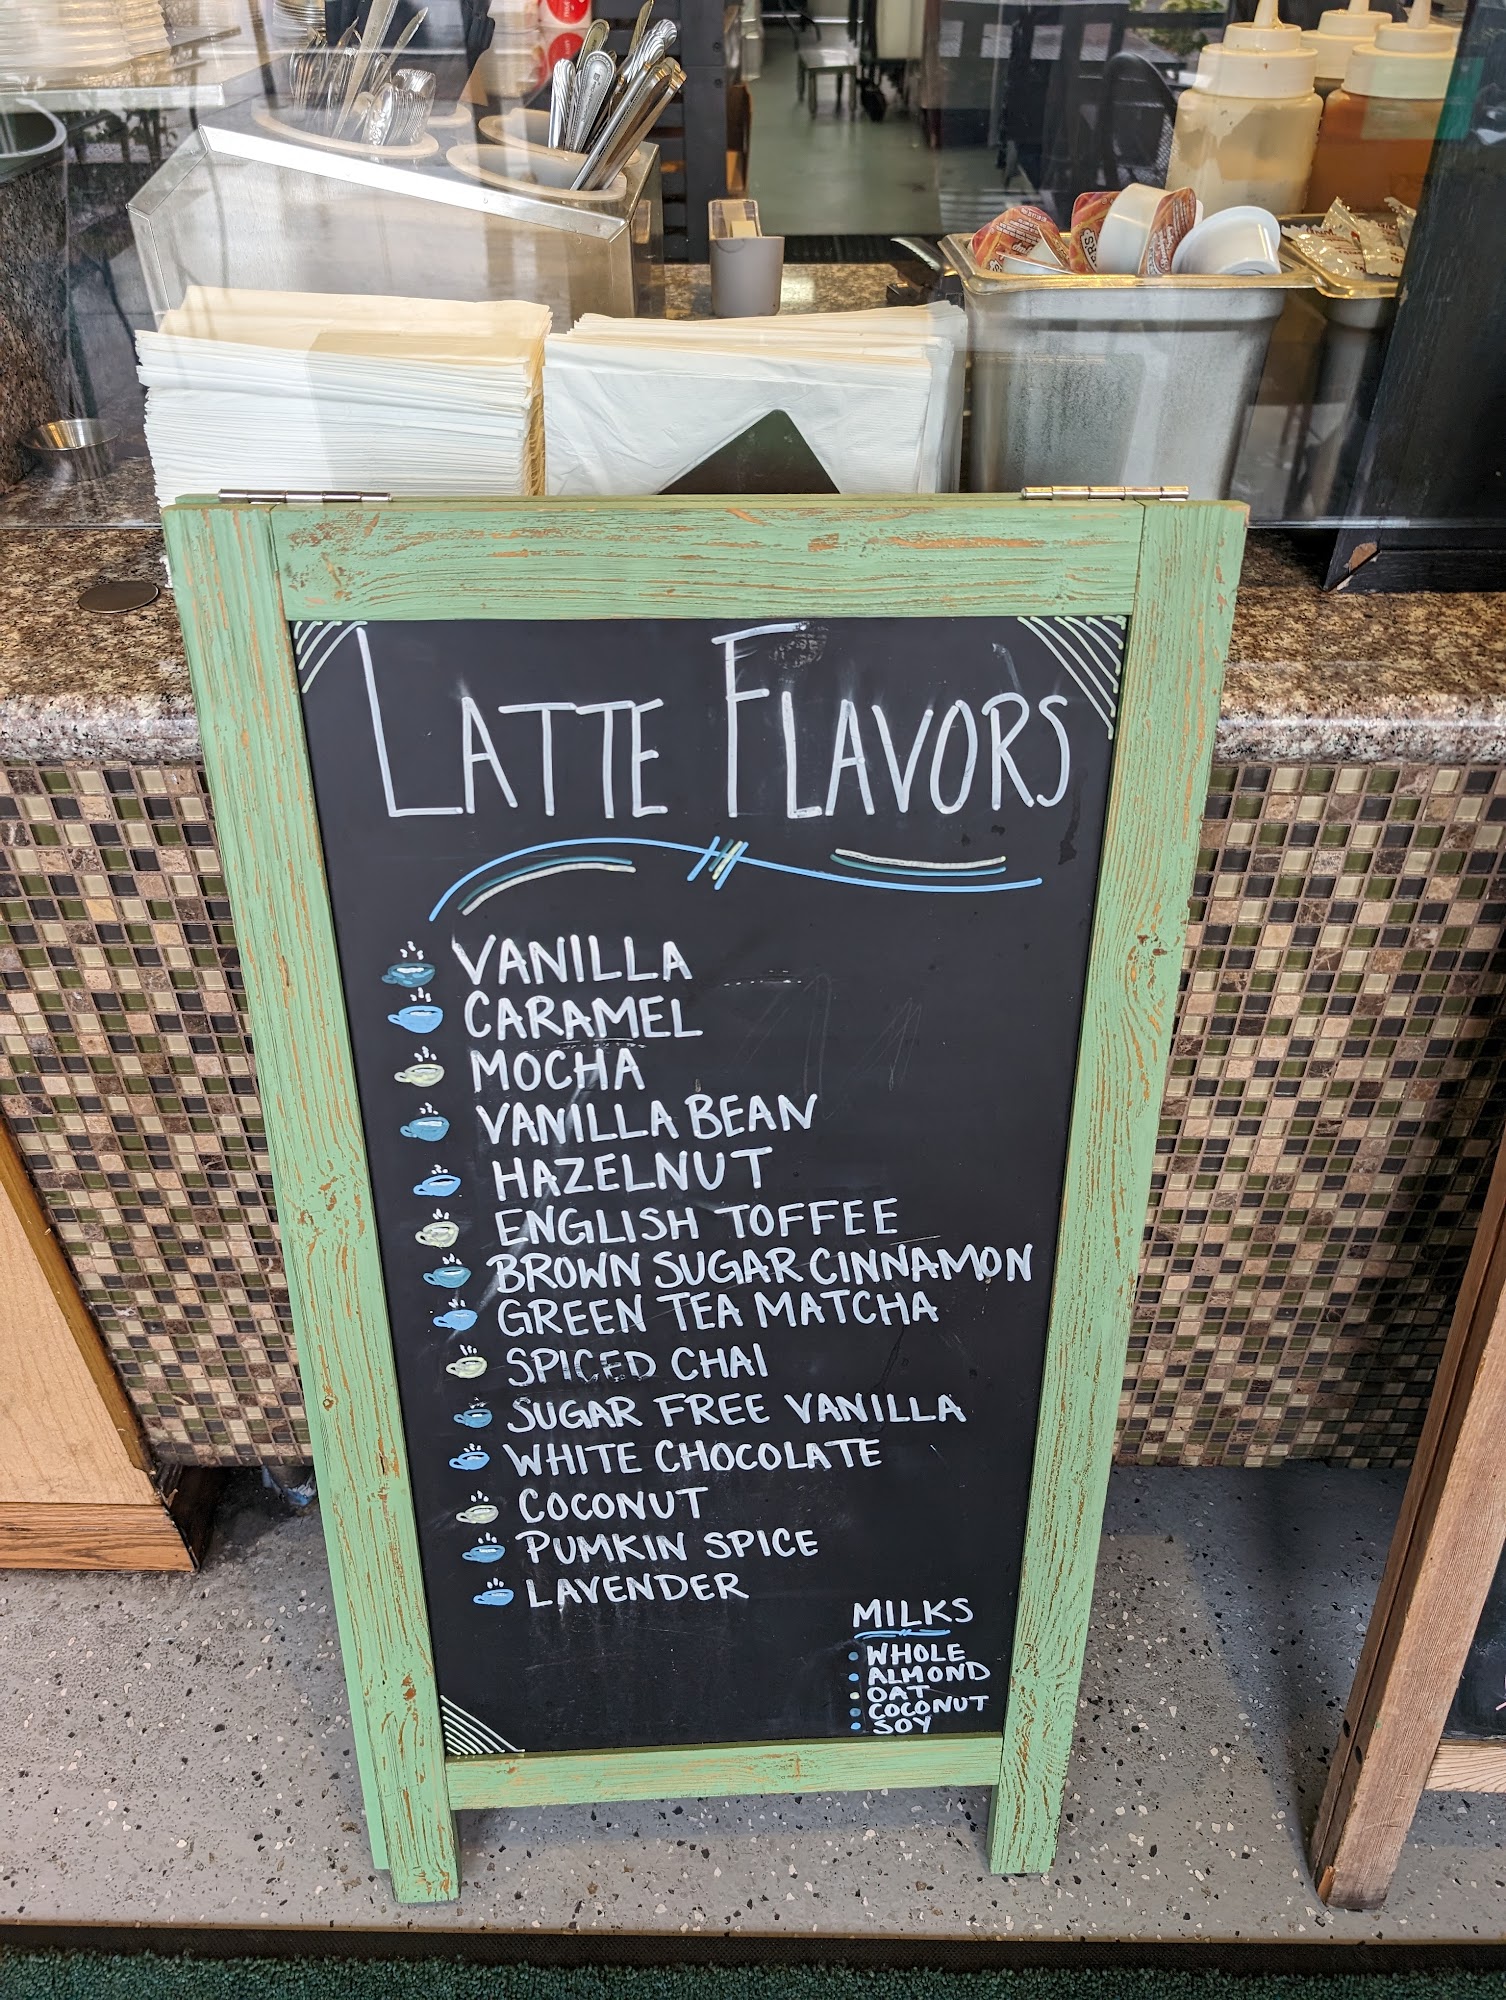 LATTE FLAVORS
VANILLA
CARAMEL
MOCHA
VANILLA BEAN
HAZELNUT
ENGLISH TOFFEE
BROWN SUGAR CINNAMON
GREEN TEA MATCHA
SPICED CHAI
SUGAR FREE VANILLA
WHITE CHOCOLATE
COCONUT
PUMKIN SPICE
LAVENDER
MILKS
WHOLE
ALMOND
OAT
COCONUT
SOY